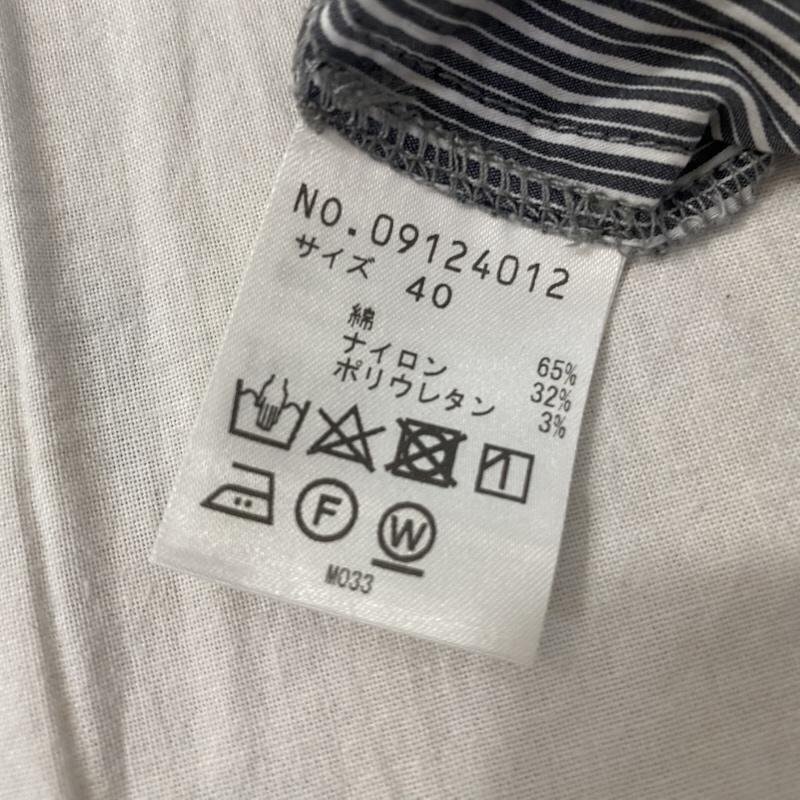 NO.09124012
サイズ 40
綿 65%
ナイロン 32%
ポリウレタン 3%
F W
M033